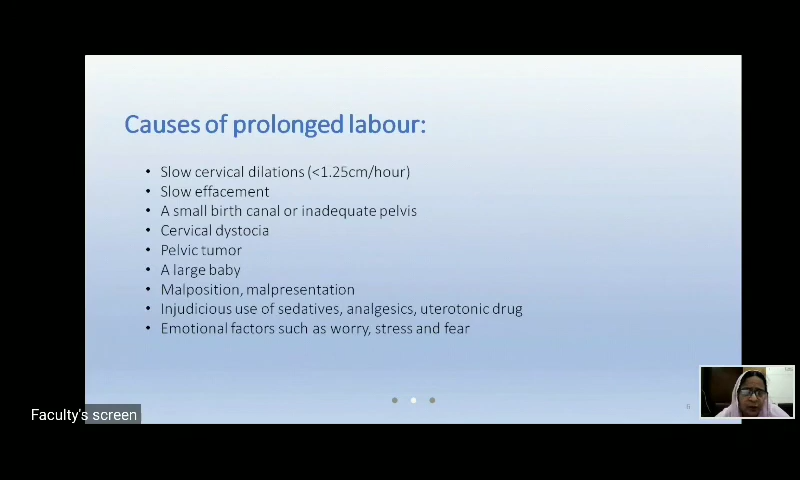 Causes of prolonged labour:
• Slow cervical dilations (<1.25cm/hour)
• Slow effacement
• A small birth canal or inadequate pelvis
• Cervical dystocia
• Pelvic tumor
• A large baby
• Malposition, malpresentation
• Injudicious use of sedatives, analgesics, uterotonic drug
• Emotional factors such as worry, stress and fear
Faculty's screen